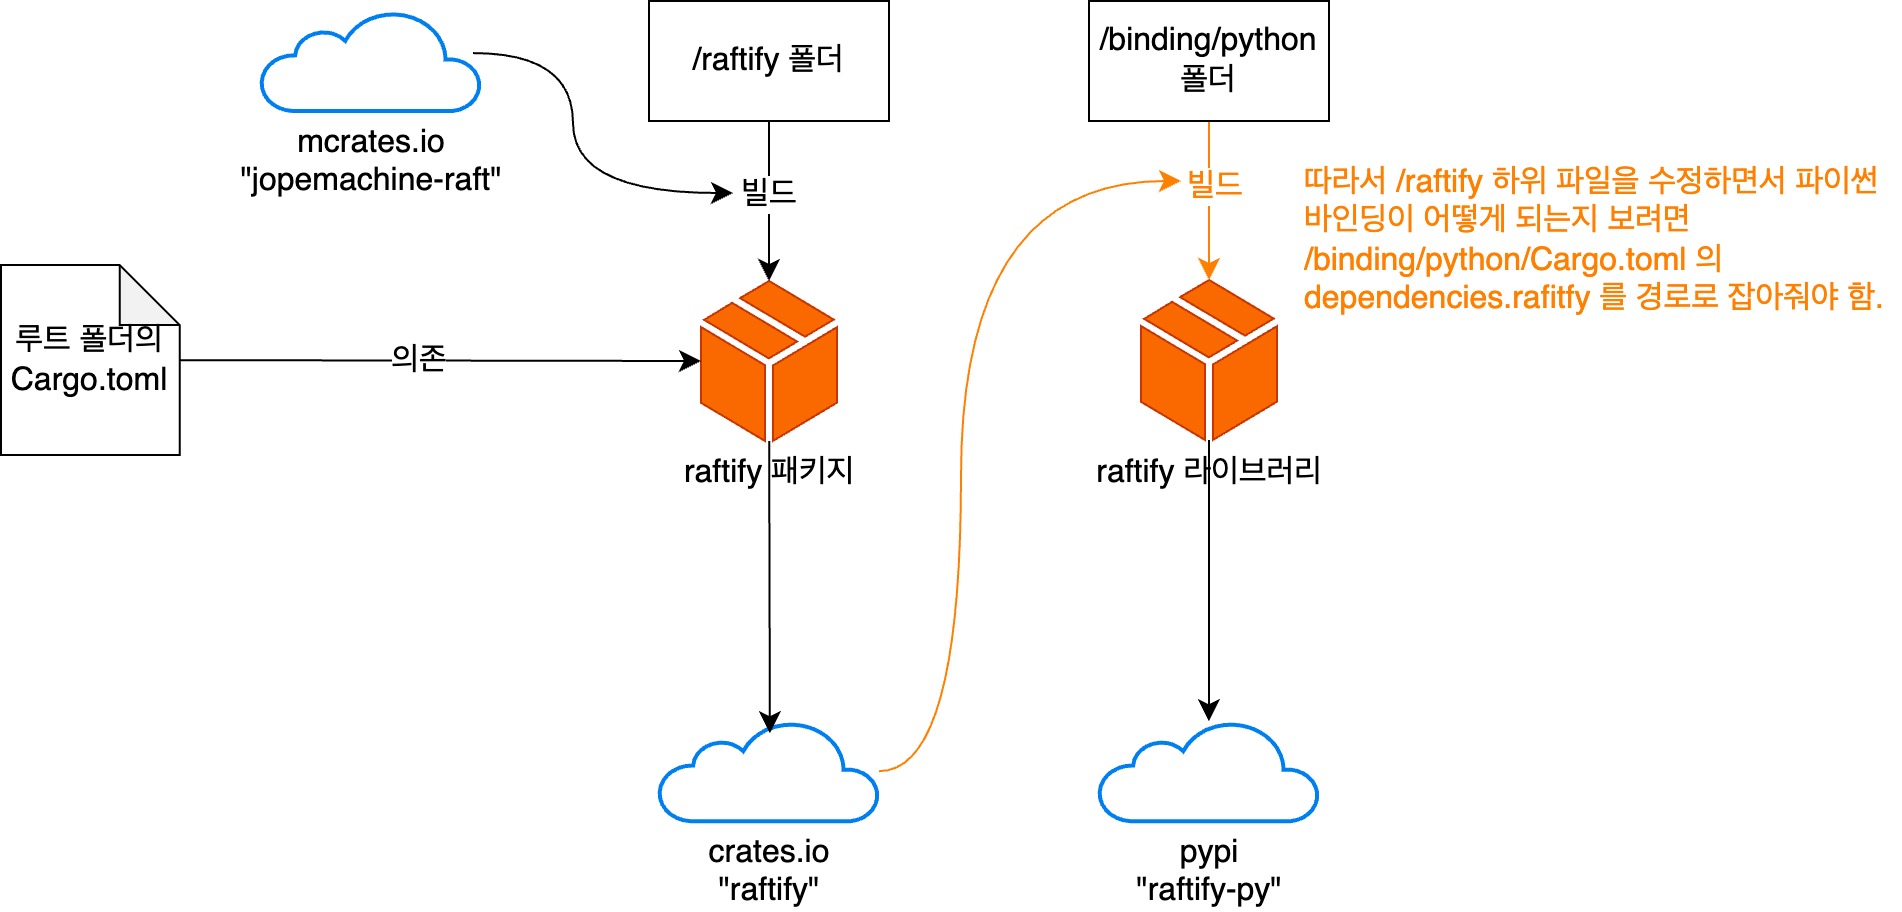 /raftify 폴더
/binding/python
폴더
mcrates.io
"jopemachine-raft"
빌드
빌드
따라서 /raftify 하위 파일을 수정하면서 파이썬
바인딩이 어떻게 되는지 보려면
/binding/python/Cargo.toml 의
dependencies.rafitfy 를 경로로 잡아줘야 함.
루트 폴더의
Cargo.toml
의존
raftify 패키지
raftify 라이브러리
crates.io
"raftify"
pypi
"raftify-py"